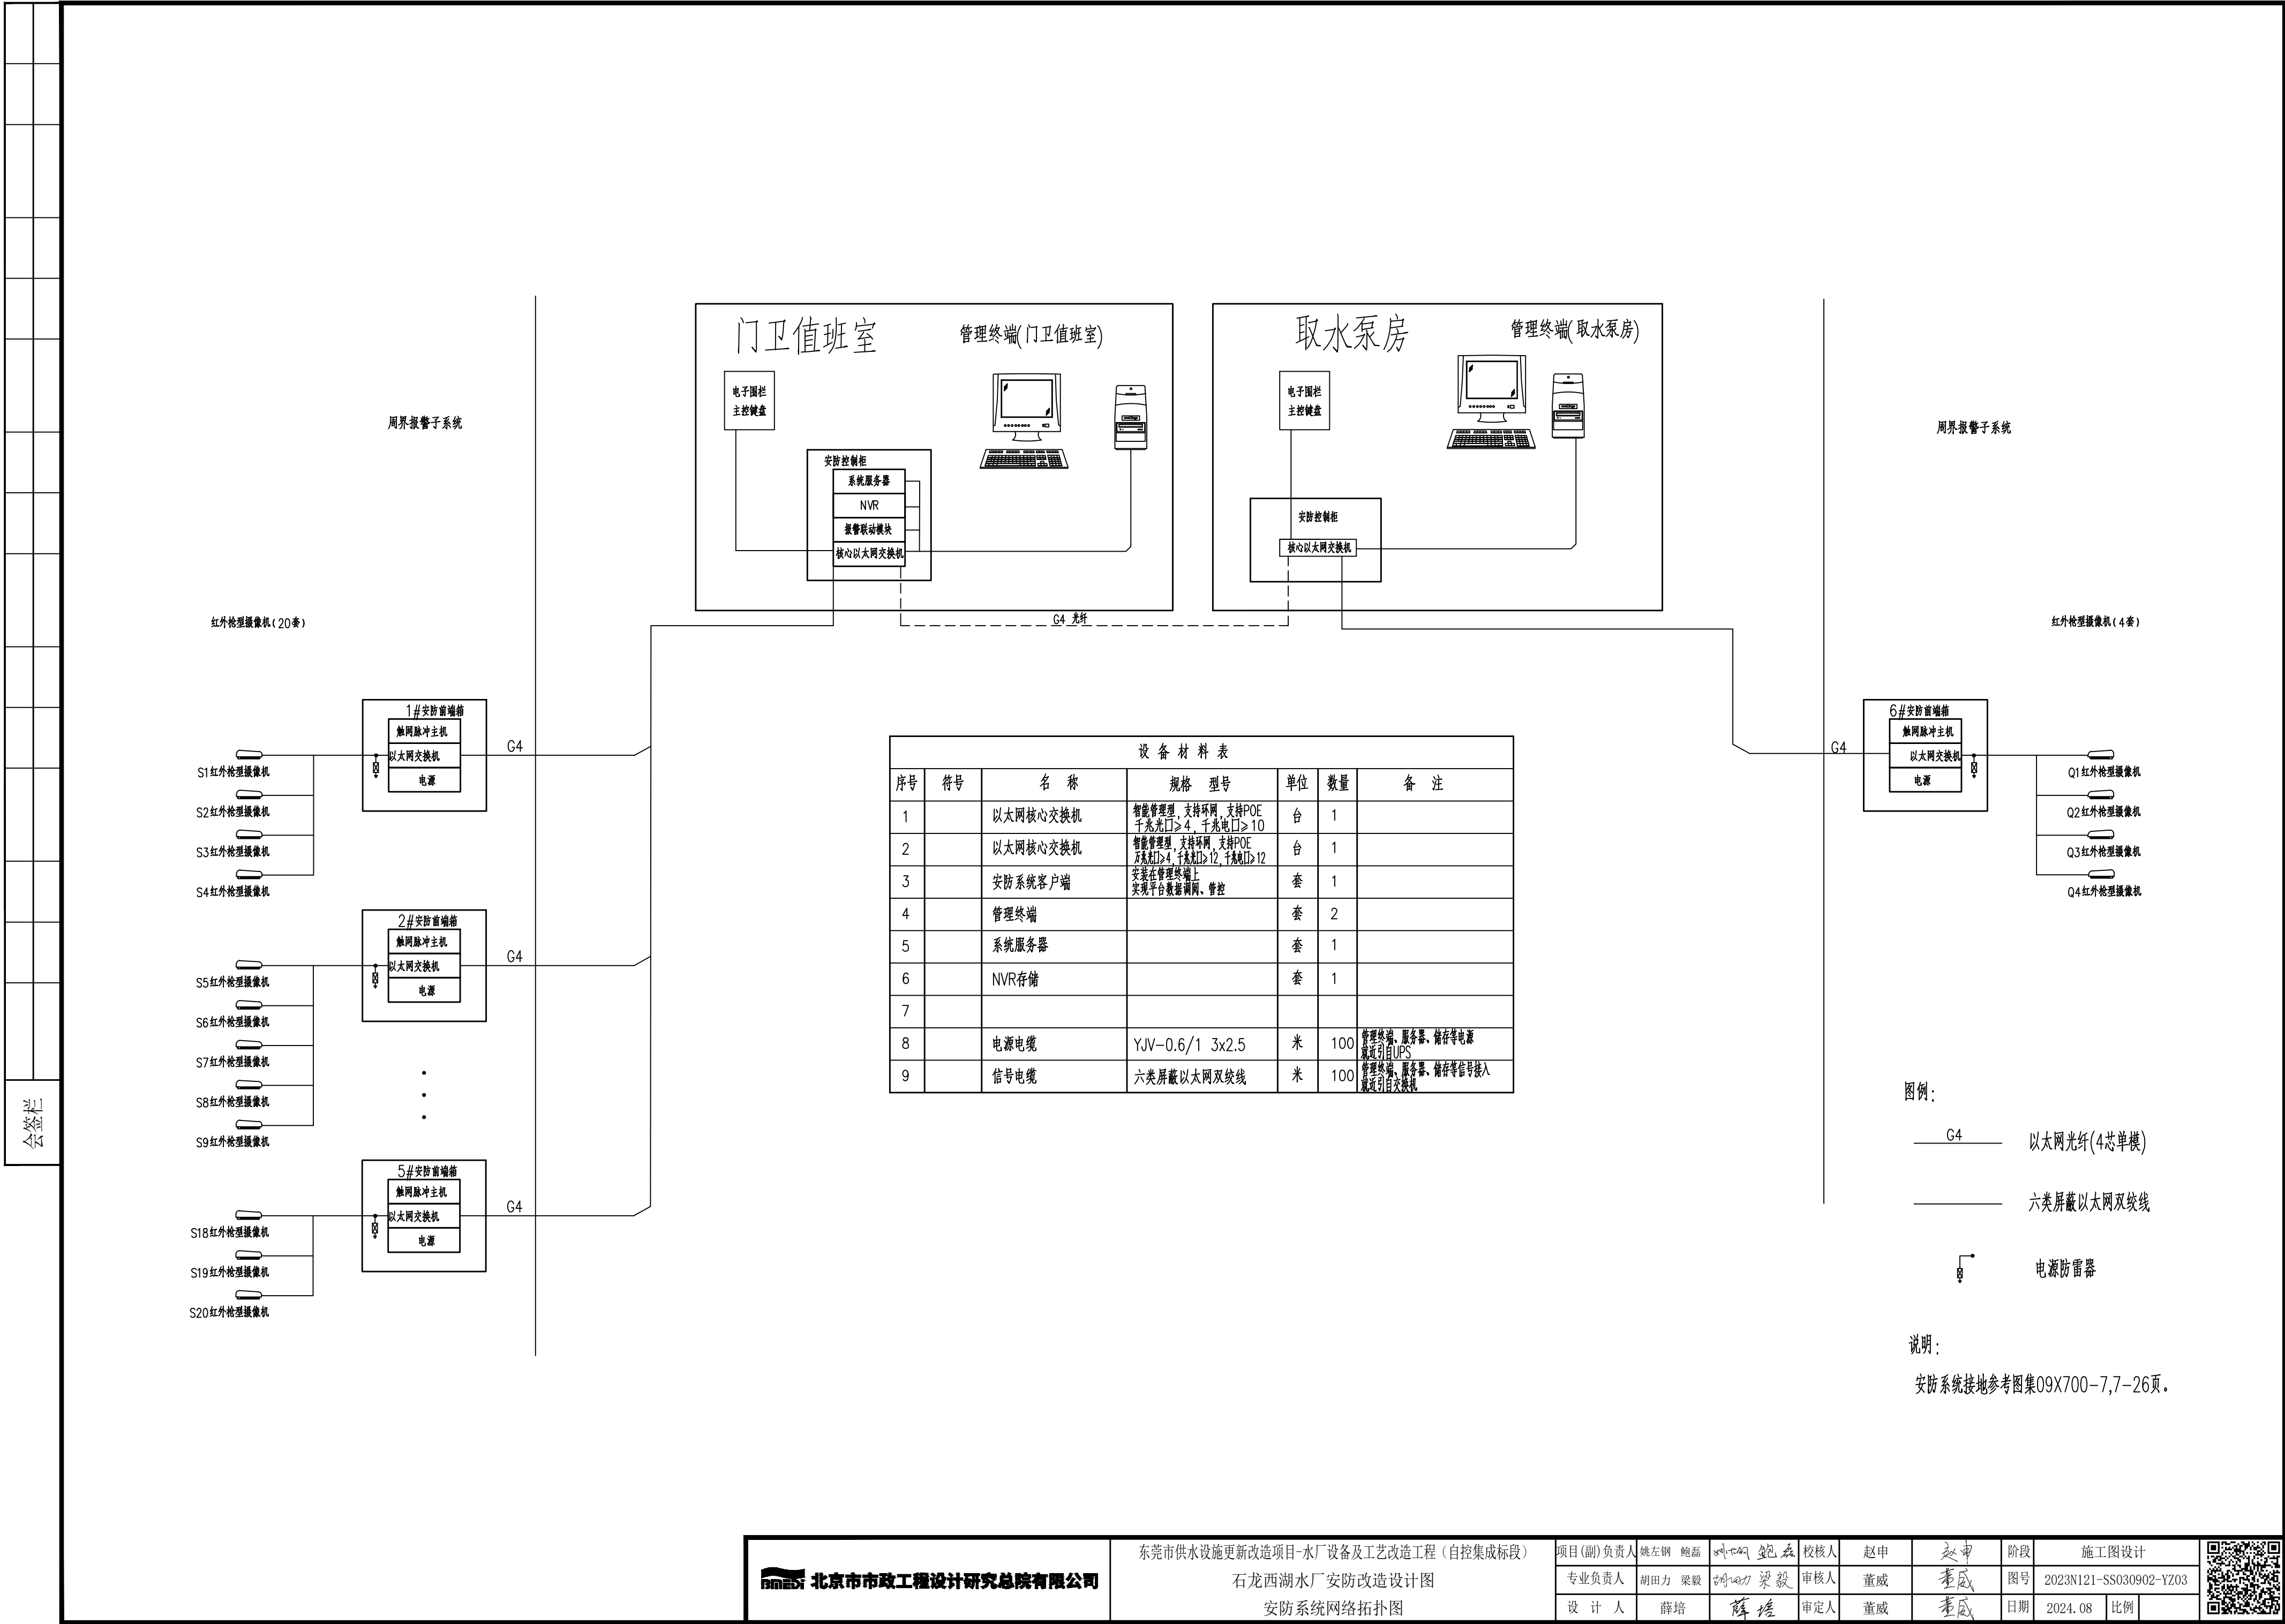 门卫值班室
管理终端(门卫值班室)
电子围栏
主控键盘
安防控制柜
系统服务器
NVR
报警联动模块
核心以太网交换机
取水泵房
管理终端(取水泵房)
电子围栏
主控键盘
安防控制柜
核心以太网交换机
G4 光纤
周界报警子系统
周界报警子系统
红外枪型摄像机(20套)
红外枪型摄像机(4套)
1#安防前端箱
触网脉冲主机
以太网交换机
电源
G4
S1红外枪型摄像机
S2红外枪型摄像机
S3红外枪型摄像机
S4红外枪型摄像机
2#安防前端箱
触网脉冲主机
以太网交换机
电源
G4
S5红外枪型摄像机
S6红外枪型摄像机
S7红外枪型摄像机
S8红外枪型摄像机
S9红外枪型摄像机
5#安防前端箱
触网脉冲主机
以太网交换机
电源
G4
S18红外枪型摄像机
S19红外枪型摄像机
S20红外枪型摄像机
6#安防前端箱
触网脉冲主机
以太网交换机
电源
G4
Q1红外枪型摄像机
Q2红外枪型摄像机
Q3红外枪型摄像机
Q4红外枪型摄像机
设备材料表
序号 符号 名 称 规格 型号 单位 数量 备 注
1 以太网核心交换机 智能管理型,支持环网,支持POE 千兆光口≥4,千兆电口≥10 台 1
2 以太网核心交换机 智能管理型,支持环网,支持POE 万兆光口≥4,千兆光口≥12,千兆电口≥12 台 1
3 安防系统客户端 安装在管理终端上 实现平台数据调阅、管控 套 1
4 管理终端 套 2
5 系统服务器 套 1
6 NVR存储 套 1
7
8 电源电缆 YJV-0.6/1 3x2.5 米 100 管理终端、服务器、储存等电源 就近引自UPS
9 信号电缆 六类屏蔽以太网双绞线 米 100 管理终端、服务器、储存等信号接入 就近引自交换机
图例:
G4 以太网光纤(4芯单模)
六类屏蔽以太网双绞线
电源防雷器
说明:
安防系统接地参考图集09X700-7,7-26页。
会签栏
BMEDI 北京市市政工程设计研究总院有限公司
东莞市供水设施更新改造项目-水厂设备及工艺改造工程(自控集成标段)
石龙西湖水厂安防改造设计图
安防系统网络拓扑图
项目(副)负责人 姚左钢 鲍磊 姚左钢 鲍磊 校核人 赵申 赵申 阶段 施工图设计
专业负责人 胡田力 梁毅 胡田力 梁毅 审核人 董威 董威 图号 2023N121-SS030902-YZ03
设 计 人 薛培 薛培 审定人 董威 董威 日期 2024.08 比例